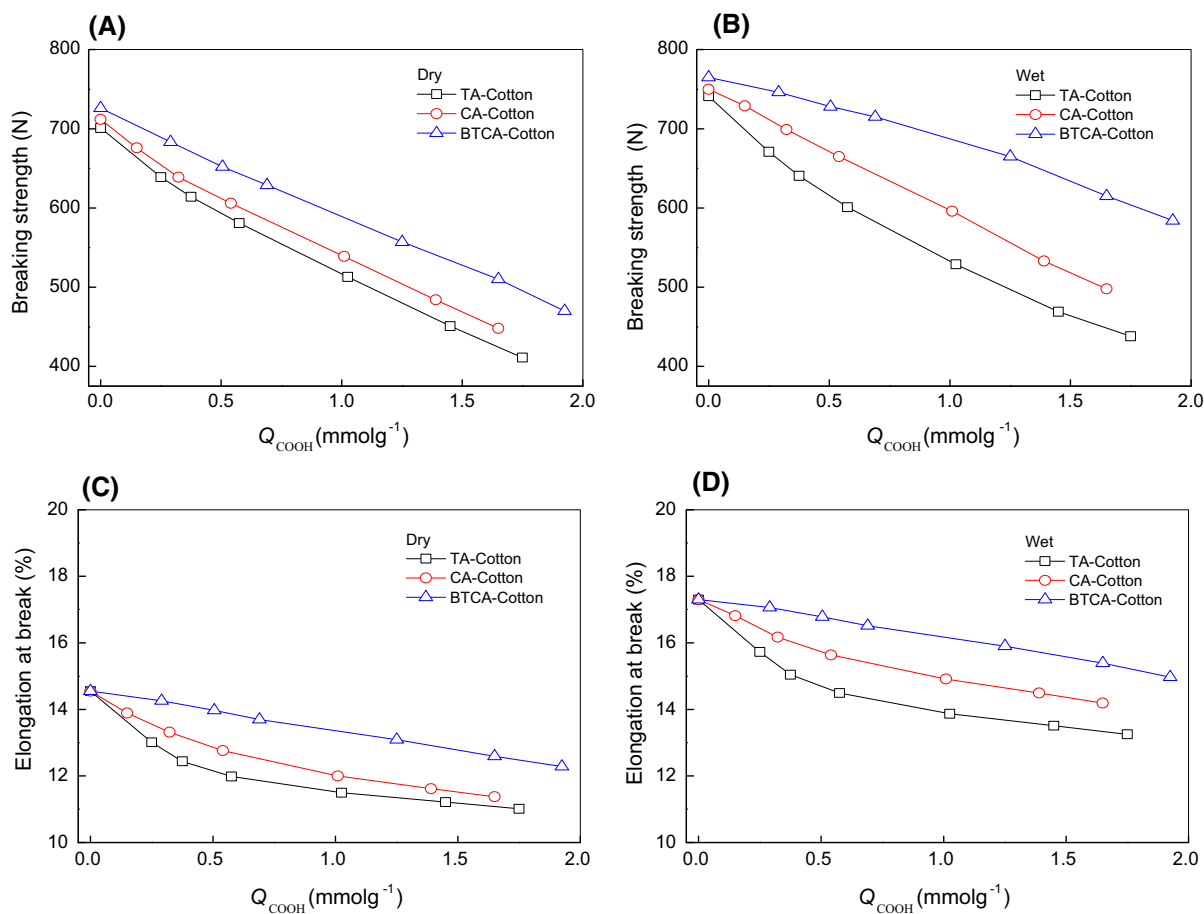 (A)
800
700
600
500
400
Breaking strength (N)
Dry
TA-Cotton
CA-Cotton
BTCA-Cotton
0.0 0.5 1.0 1.5 2.0
Q_COOH (mmolg⁻¹)
(B)
800
700
600
500
400
Breaking strength (N)
Wet
TA-Cotton
CA-Cotton
BTCA-Cotton
0.0 0.5 1.0 1.5 2.0
Q_COOH (mmolg⁻¹)
(C)
20
18
16
14
12
10
Elongation at break (%)
Dry
TA-Cotton
CA-Cotton
BTCA-Cotton
0.0 0.5 1.0 1.5 2.0
Q_COOH (mmolg⁻¹)
(D)
20
18
16
14
12
10
Elongation at break (%)
Wet
TA-Cotton
CA-Cotton
BTCA-Cotton
0.0 0.5 1.0 1.5 2.0
Q_COOH (mmolg⁻¹)